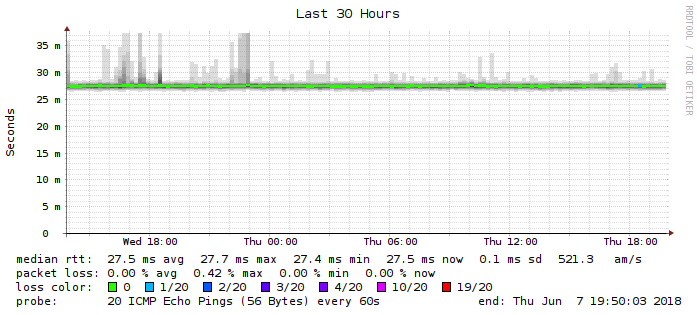 Last 30 Hours
RRDTOOL / TOBI OETIKER
Seconds
35 m
30 m
25 m
20 m
15 m
10 m
5 m
0
Wed 18:00 Thu 00:00 Thu 06:00 Thu 12:00 Thu 18:00
median rtt: 27.5 ms avg 27.7 ms max 27.4 ms min 27.5 ms now 0.1 ms sd 521.3 am/s
packet loss: 0.00 % avg 0.42 % max 0.00 % min 0.00 % now
loss color: 0 1/20 2/20 3/20 4/20 10/20 19/20
probe: 20 ICMP Echo Pings (56 Bytes) every 60s end: Thu Jun 7 19:50:03 2018